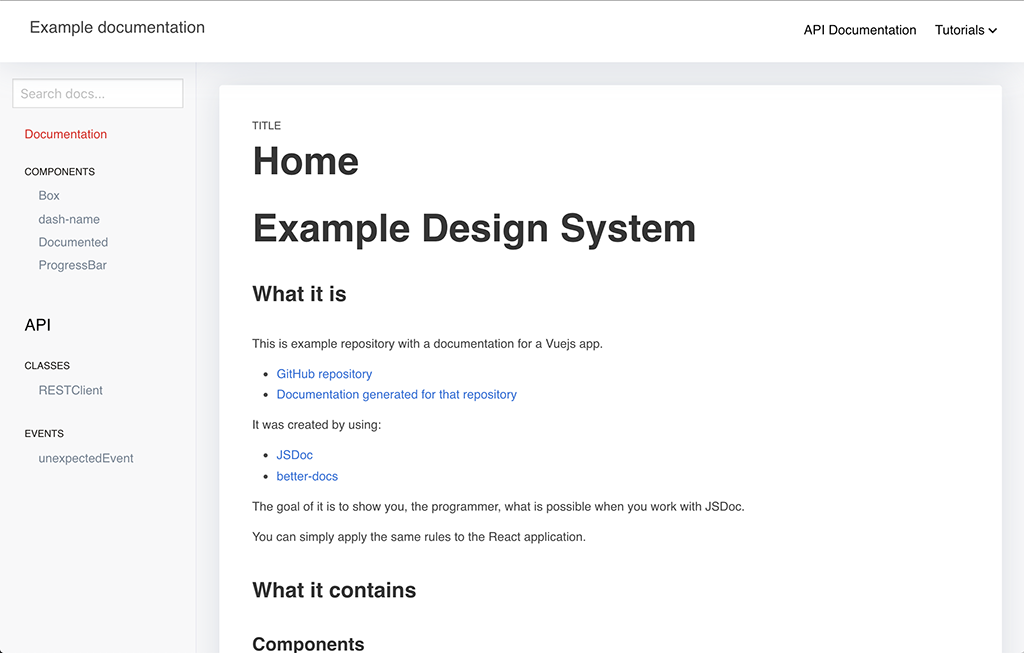 Example documentation
API Documentation
Tutorials
Search docs...
Documentation
COMPONENTS
Box
dash-name
Documented
ProgressBar
API
CLASSES
RESTClient
EVENTS
unexpectedEvent
TITLE
Home
Example Design System
What it is
This is example repository with a documentation for a Vuejs app.
GitHub repository
Documentation generated for that repository
It was created by using:
JSDoc
better-docs
The goal of it is to show you, the programmer, what is possible when you work with JSDoc.
You can simply apply the same rules to the React application.
What it contains
Components